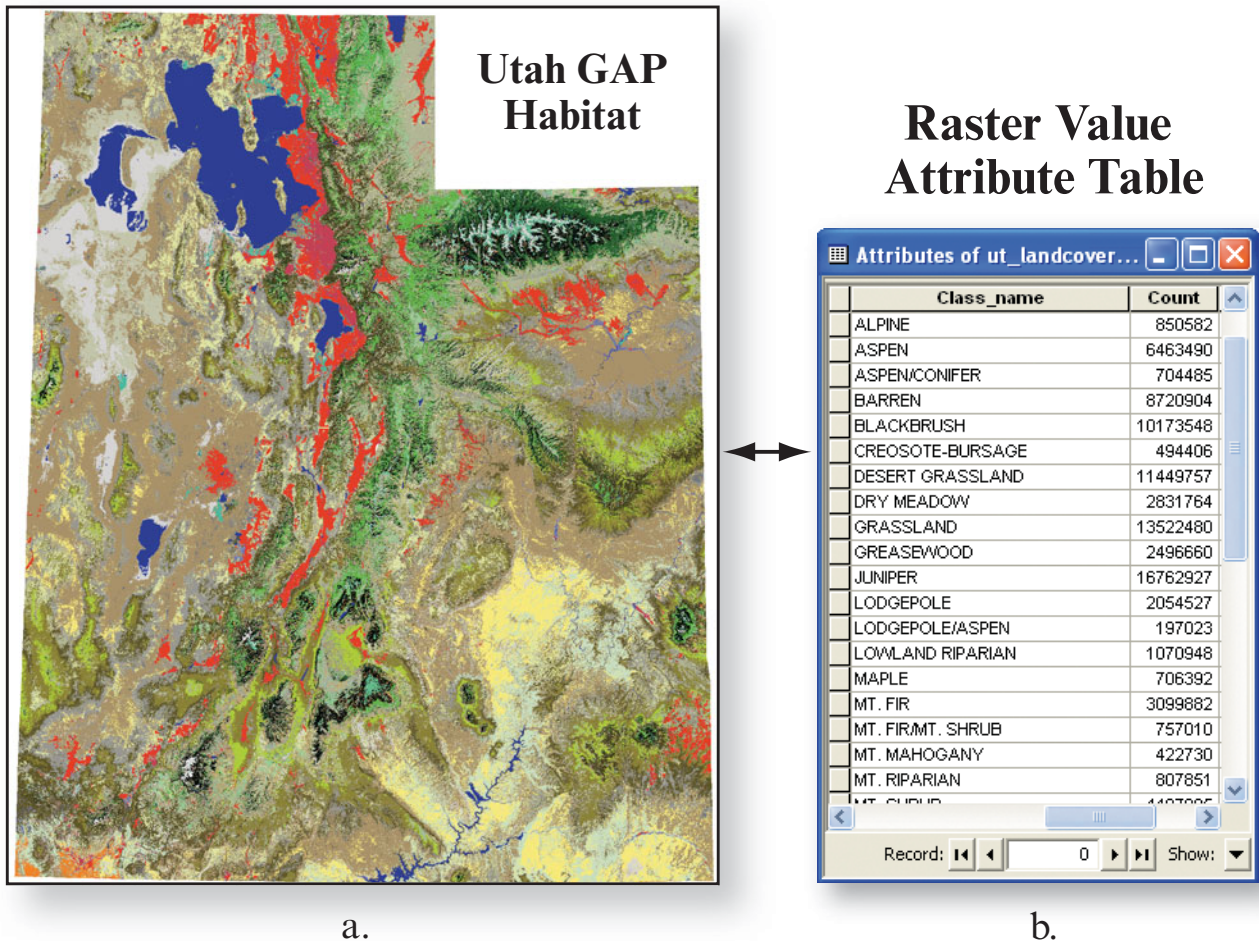 Utah GAP
Habitat
Raster Value
Attribute Table
Attributes of ut_landcover...
Class_name Count
ALPINE 850582
ASPEN 6463490
ASPEN/CONIFER 704485
BARREN 8720904
BLACKBRUSH 10173548
CREOSOTE-BURSAGE 494406
DESERT GRASSLAND 11449757
DRY MEADOW 2831764
GRASSLAND 13522480
GREASEWOOD 2496660
JUNIPER 16762927
LODGEPOLE 2054527
LODGEPOLE/ASPEN 197023
LOWLAND RIPARIAN 1070948
MAPLE 706392
MT. FIR 3099882
MT. FIR/MT. SHRUB 757010
MT. MAHOGANY 422730
MT. RIPARIAN 807851
MT. SHRUB
Record: 0 Show:
a.
b.